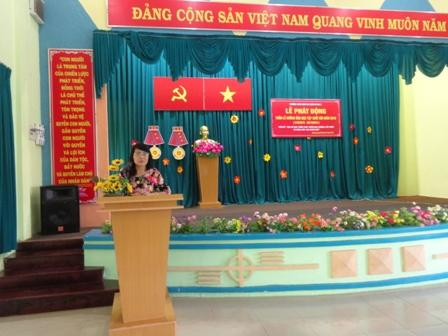 ĐẢNG CỘNG SẢN VIỆT NAM QUANG VINH MUÔN NĂM
"CON NGƯỜI
LÀ TRUNG TÂM
CỦA CHIẾN LƯỢC
PHÁT TRIỂN,
ĐỒNG THỜI
LÀ CHỦ THỂ
PHÁT TRIỂN.
TÔN TRỌNG
VÀ BẢO VỆ
QUYỀN CON NGƯỜI,
GẮN QUYỀN
CON NGƯỜI
VỚI QUYỀN
VÀ LỢI ÍCH
CỦA DÂN TỘC,
ĐẤT NƯỚC
VÀ QUYỀN LÀM CHỦ
CỦA NHÂN DÂN"
LỄ PHÁT ĐỘNG